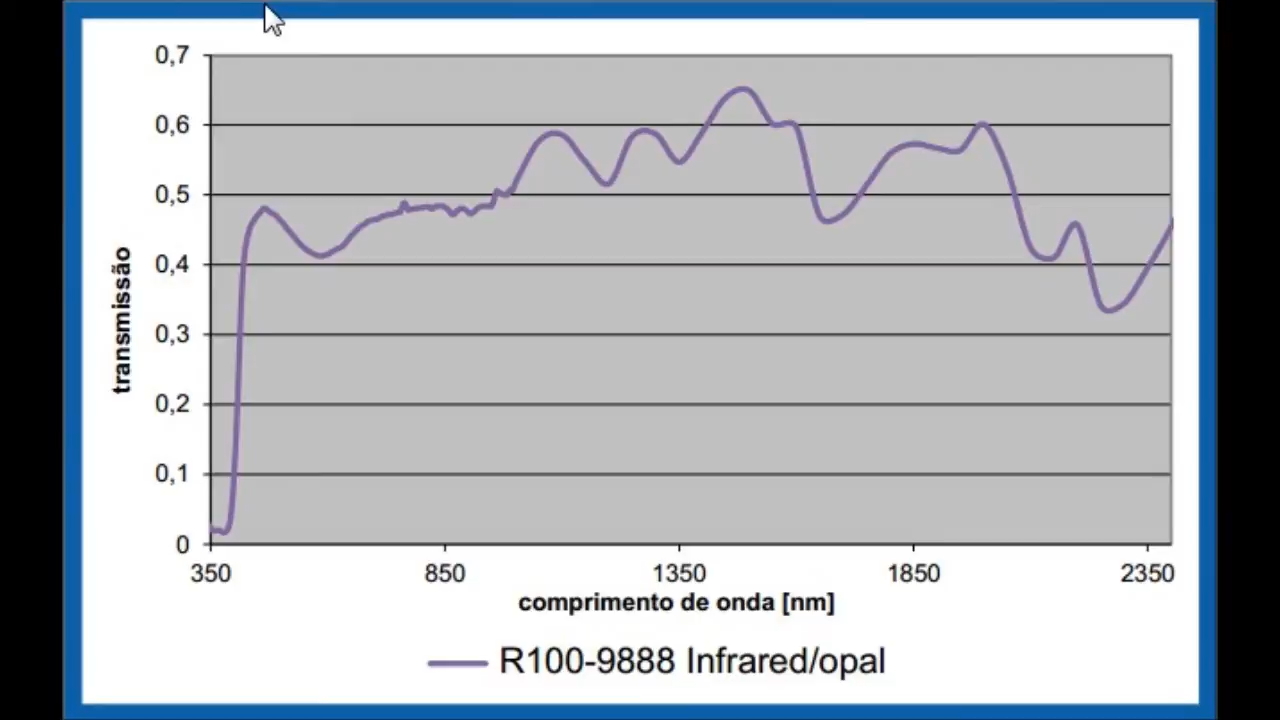 0,7
0,6
0,5
0,4
0,3
0,2
0,1
0
transmissão
350 850 1350 1850 2350
comprimento de onda [nm]
R100-9888 Infrared/opal